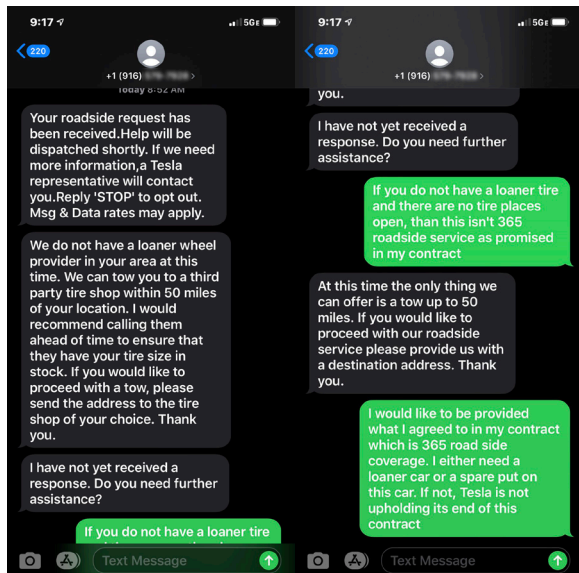 9:17
5GE
220
+1 (916)
Today 8:52 AM
Your roadside request has
been received.Help will be
dispatched shortly. If we need
more information,a Tesla
representative will contact
you.Reply 'STOP' to opt out.
Msg & Data rates may apply.
We do not have a loaner wheel
provider in your area at this
time. We can tow you to a third
party tire shop within 50 miles
of your location. I would
recommend calling them
ahead of time to ensure that
they have your tire size in
stock. If you would like to
proceed with a tow, please
send the address to the tire
shop of your choice. Thank
you.
I have not yet received a
response. Do you need further
assistance?
If you do not have a loaner tire
Text Message
9:17
5GE
220
+1 (916)
you.
I have not yet received a
response. Do you need further
assistance?
If you do not have a loaner tire
and there are no tire places
open, than this isn't 365
roadside service as promised
in my contract
At this time the only thing we
can offer is a tow up to 50
miles. If you would like to
proceed with our roadside
service please provide us with
a destination address. Thank
you.
I would like to be provided
what I agreed to in my contract
which is 365 road side
coverage. I either need a
loaner car or a spare put on
this car. If not, Tesla is not
upholding its end of this
contract
Text Message